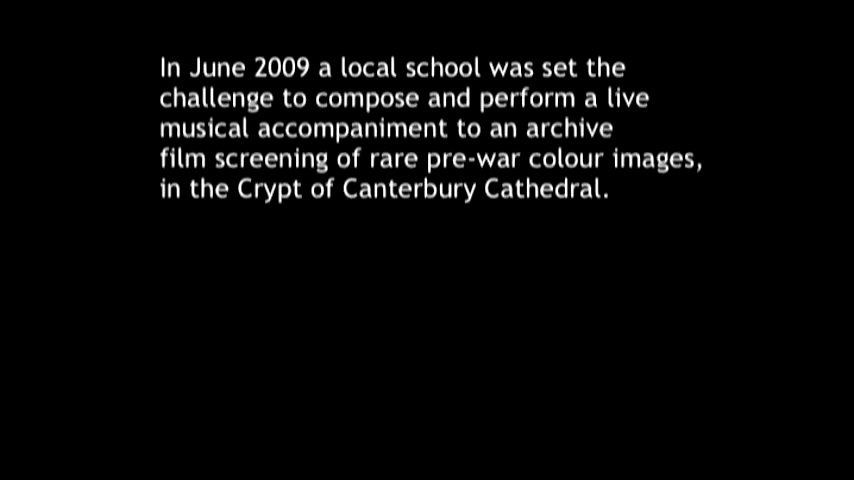 In June 2009 a local school was set the
challenge to compose and perform a live
musical accompaniment to an archive
film screening of rare pre-war colour images,
in the Crypt of Canterbury Cathedral.